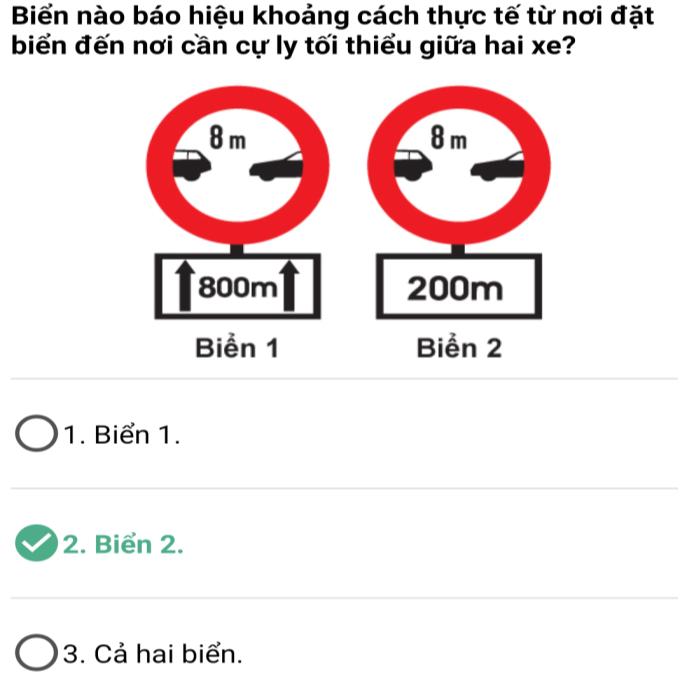 Biển nào báo hiệu khoảng cách thực tế từ nơi đặt
biển đến nơi cần cự ly tối thiểu giữa hai xe?
8 m
8 m
800m
200m
Biển 1
Biển 2
1. Biển 1.
2. Biển 2.
3. Cả hai biển.